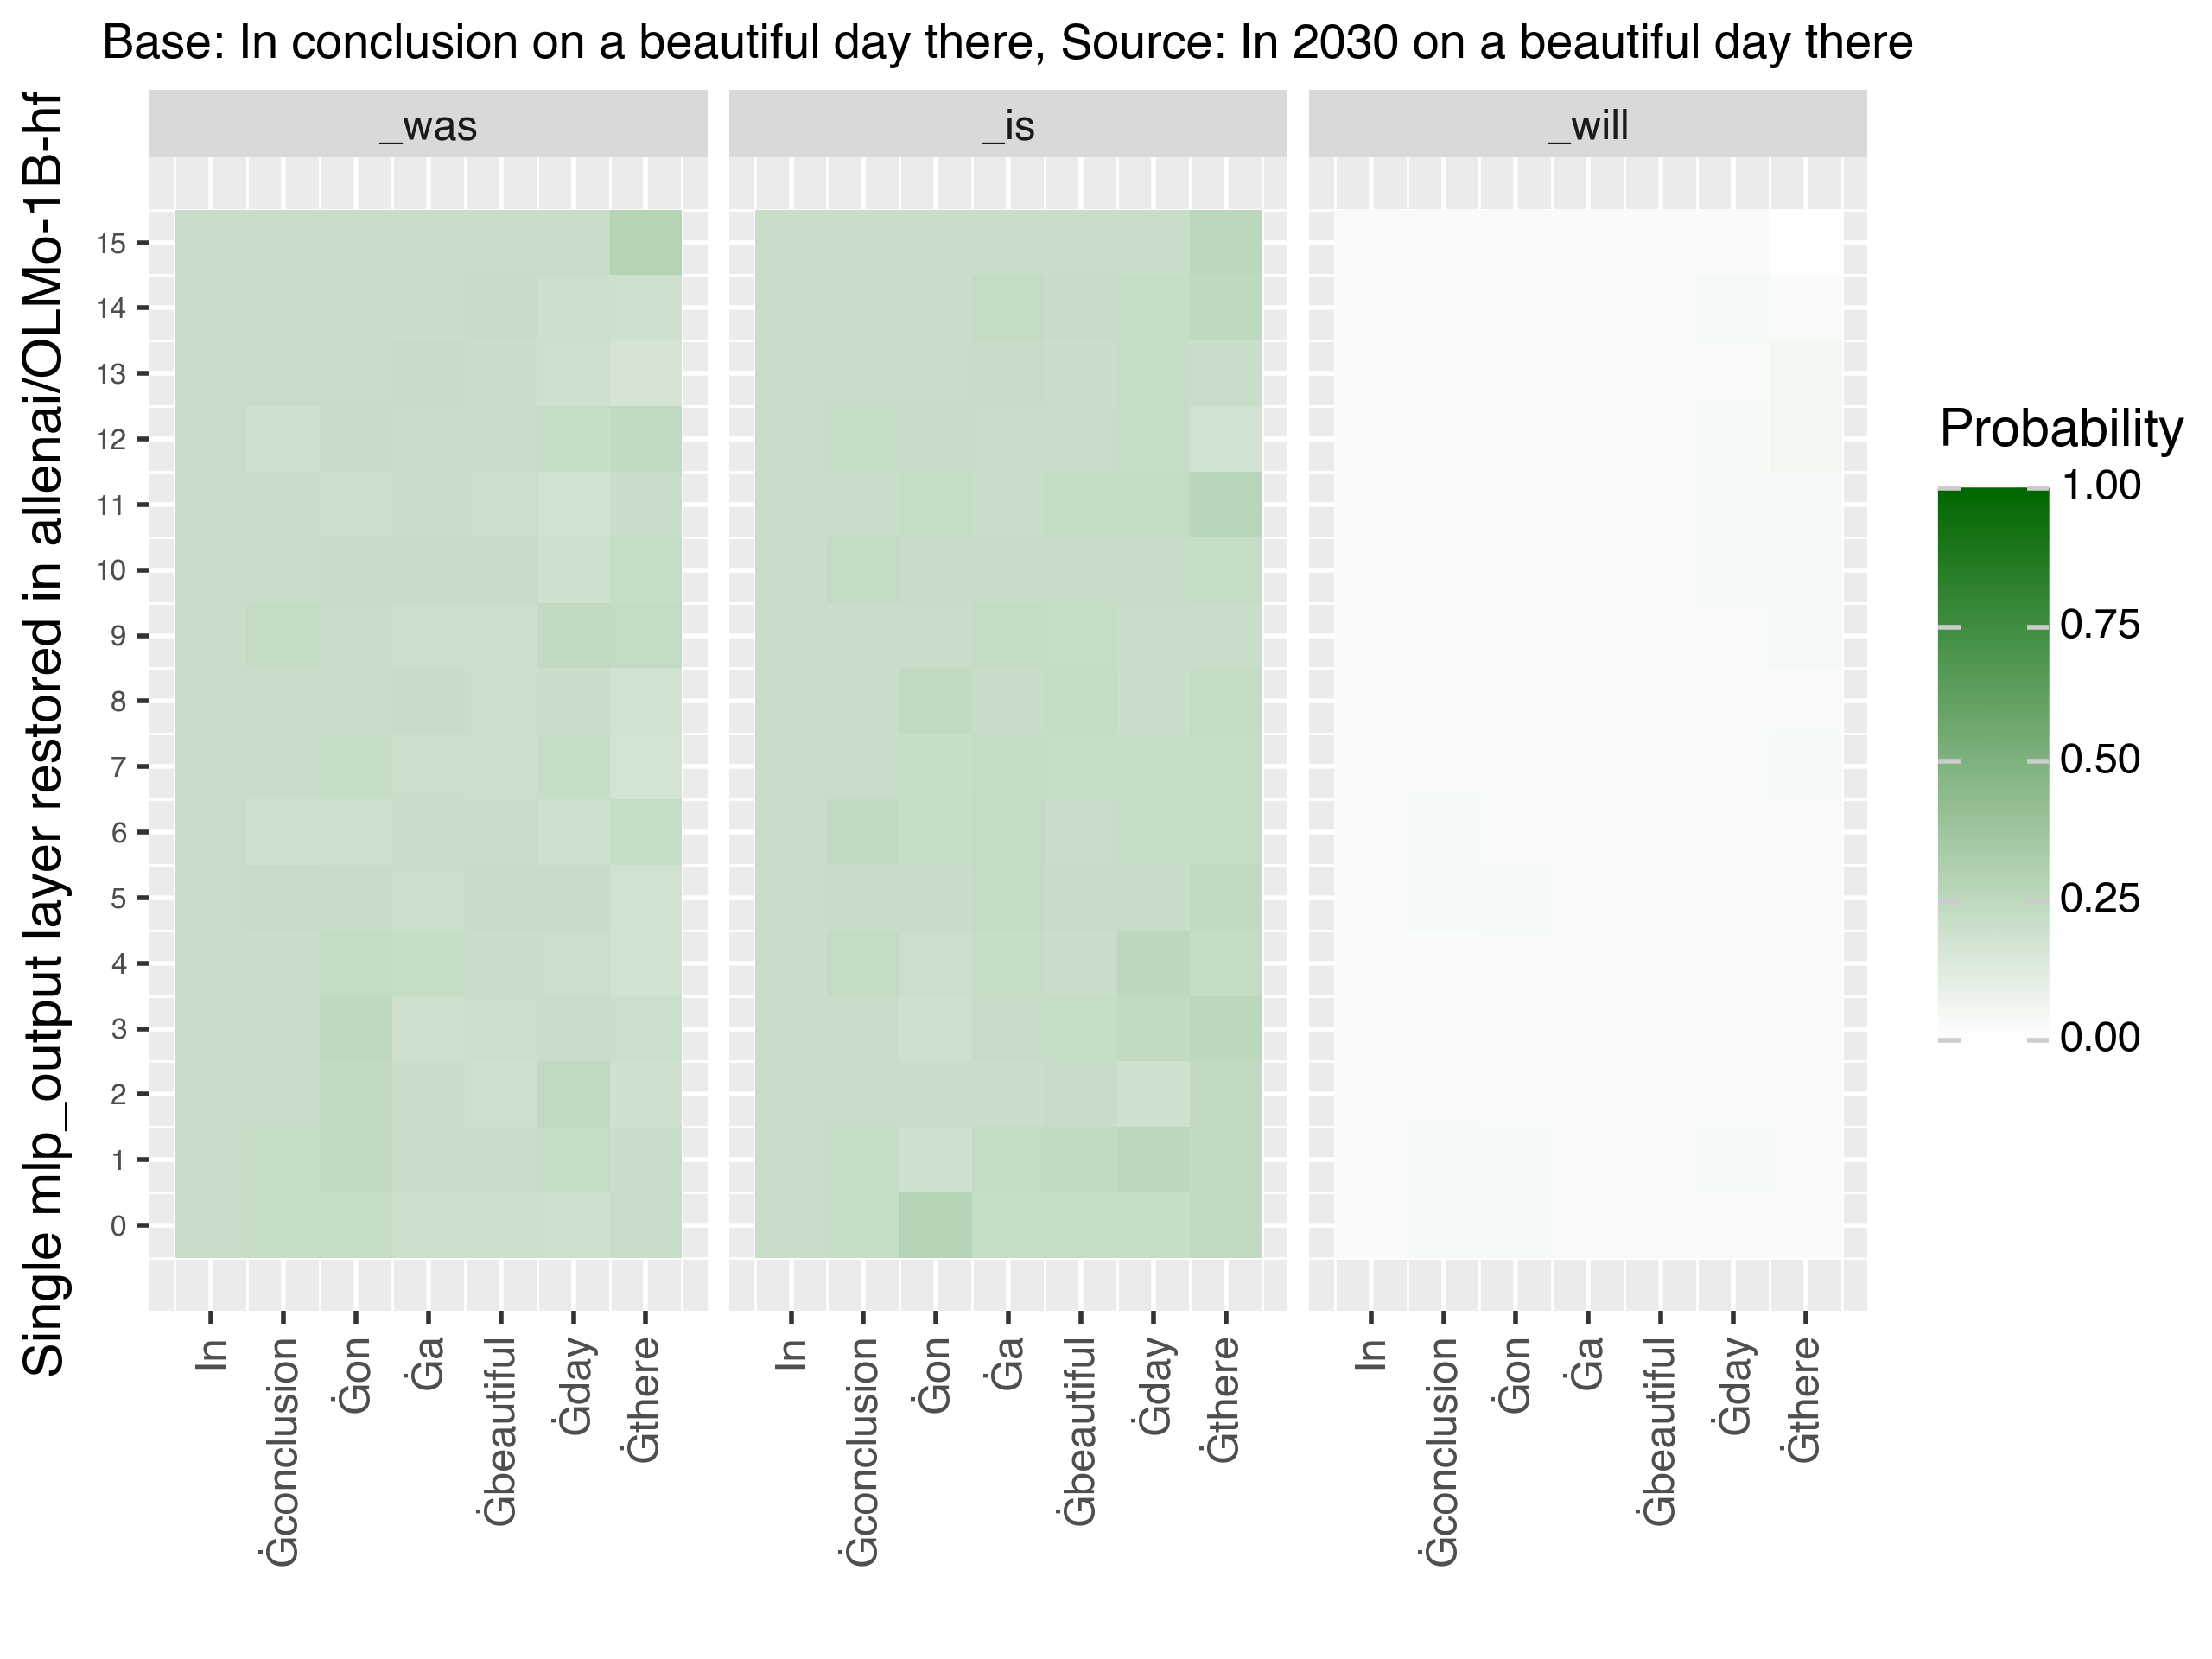 Base: In conclusion on a beautiful day there, Source: In 2030 on a beautiful day there
Single mlp_output layer restored in allenai/OLMo-1B-hf
_was
_is
_will
15
14
13
12
11
10
9
8
7
6
5
4
3
2
1
0
In
Ġconclusion
Ġon
Ġa
Ġbeautiful
Ġday
Ġthere
In
Ġconclusion
Ġon
Ġa
Ġbeautiful
Ġday
Ġthere
In
Ġconclusion
Ġon
Ġa
Ġbeautiful
Ġday
Ġthere
Probability
1.00
0.75
0.50
0.25
0.00